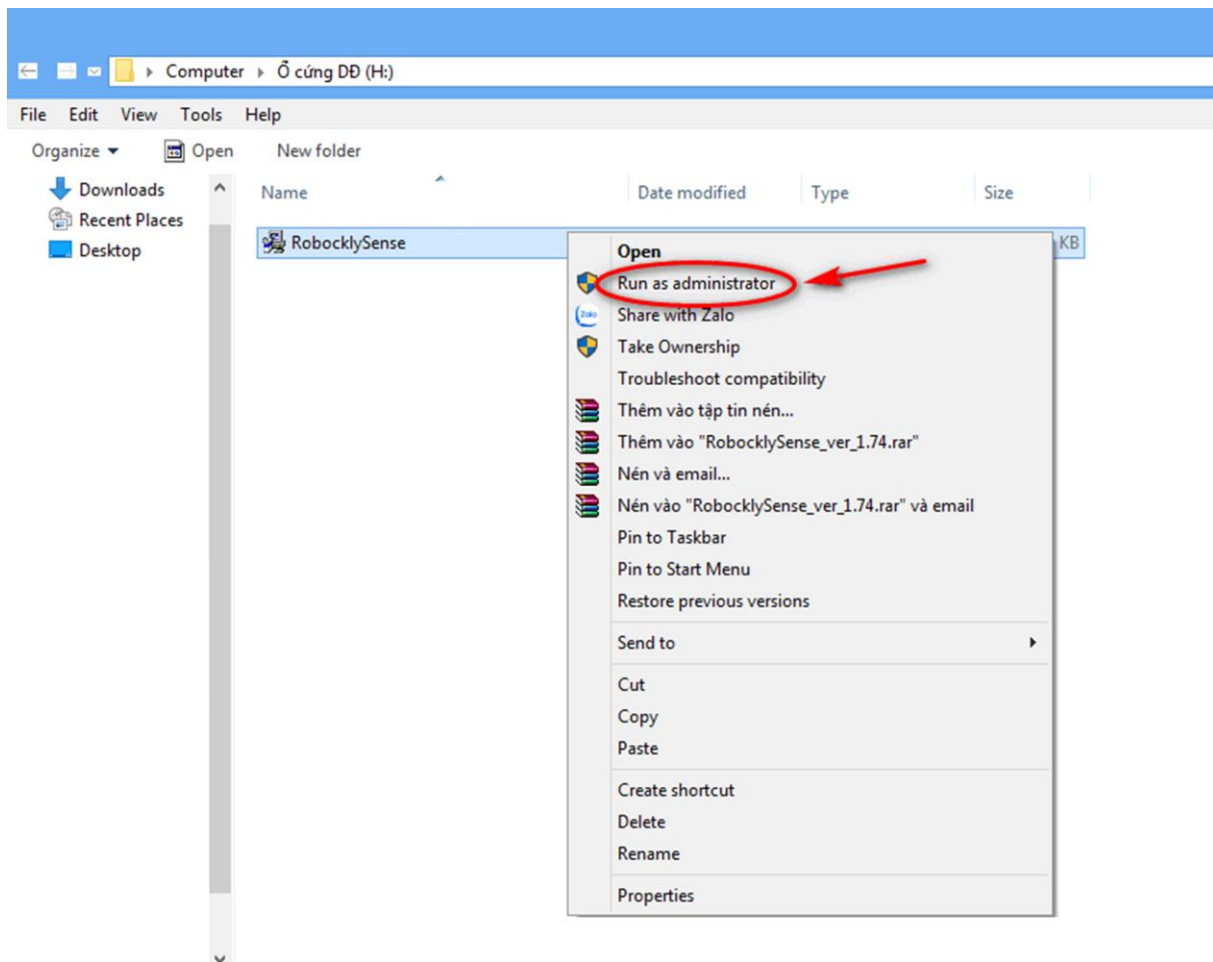 Computer Ổ cứng DĐ (H:)
File Edit View Tools Help
Organize Open New folder
Downloads
Recent Places
Desktop
Name Date modified Type Size
RobocklySense KB
Open
Run as administrator
Zalo Share with Zalo
Take Ownership
Troubleshoot compatibility
Thêm vào tập tin nén...
Thêm vào "RobocklySense_ver_1.74.rar"
Nén và email...
Nén vào "RobocklySense_ver_1.74.rar" và email
Pin to Taskbar
Pin to Start Menu
Restore previous versions
Send to
Cut
Copy
Paste
Create shortcut
Delete
Rename
Properties